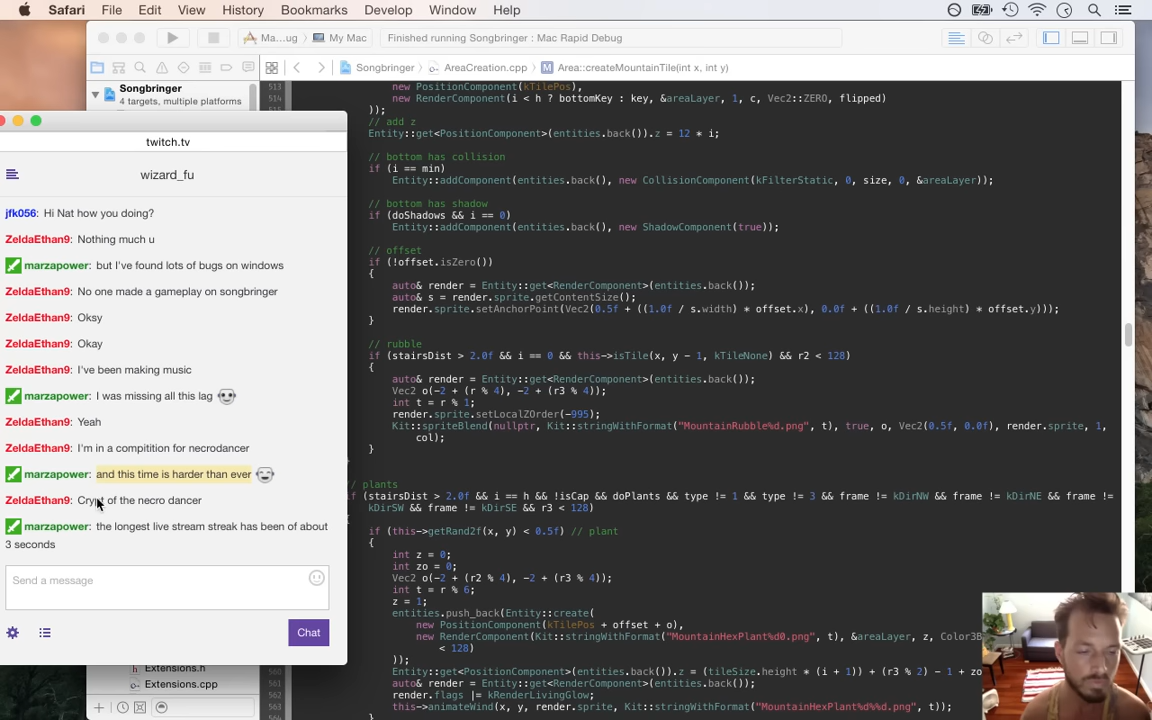 Safari File Edit View History Bookmarks Develop Window Help
Ma...ug My Mac Finished running Songbringer : Mac Rapid Debug
Songbringer AreaCreation.cpp M Area::createMountainTile(int x, int y)
Songbringer
4 targets, multiple platforms
twitch.tv
wizard_fu
jfk056: Hi Nat how you doing?
ZeldaEthan9: Nothing much u
marzapower: but I've found lots of bugs on windows
ZeldaEthan9: No one made a gameplay on songbringer
ZeldaEthan9: Oksy
ZeldaEthan9: Okay
ZeldaEthan9: I've been making music
marzapower: I was missing all this lag
ZeldaEthan9: Yeah
ZeldaEthan9: I'm in a compitition for necrodancer
marzapower: and this time is harder than ever
ZeldaEthan9: Crypt of the necro dancer
marzapower: the longest live stream streak has been of about
3 seconds
Send a message
Chat
Extensions.h
Extensions.cpp
513 new PositionComponent(kTilePos),
514 new RenderComponent(i < h ? bottomKey : key, &areaLayer, 1, c, Vec2::ZERO, flipped)
));
// add z
Entity::get<PositionComponent>(entities.back()).z = 12 * i;
// bottom has collision
if (i == min)
Entity::addComponent(entities.back(), new CollisionComponent(kFilterStatic, 0, size, 0, &areaLayer));
// bottom has shadow
if (doShadows && i == 0)
Entity::addComponent(entities.back(), new ShadowComponent(true));
// offset
if (!offset.isZero())
{
auto& render = Entity::get<RenderComponent>(entities.back());
auto& s = render.sprite.getContentSize();
render.sprite.setAnchorPoint(Vec2(0.5f + ((1.0f / s.width) * offset.x), 0.0f + ((1.0f / s.height) * offset.y)));
}
// rubble
if (stairsDist > 2.0f && i == 0 && this->isTile(x, y - 1, kTileNone) && r2 < 128)
{
auto& render = Entity::get<RenderComponent>(entities.back());
Vec2 o(-2 + (r % 4), -2 + (r3 % 4));
int t = r % 1;
render.sprite.setLocalZOrder(-995);
Kit::spriteBlend(nullptr, Kit::stringWithFormat("MountainRubble%d.png", t), true, o, Vec2(0.5f, 0.0f), render.sprite, 1,
col);
}
// plants
if (stairsDist > 2.0f && i == h && !isCap && doPlants && type != 1 && type != 3 && frame != kDirNW && frame != kDirNE && frame !=
kDirSW && frame != kDirSE && r3 < 128)
{
if (this->getRand2f(x, y) < 0.5f) // plant
{
int z = 0;
int zo = 0;
Vec2 o(-2 + (r2 % 4), -2 + (r3 % 4));
int t = r % 6;
z = 1;
entities.push_back(Entity::create(
new PositionComponent(kTilePos + offset + o),
new RenderComponent(Kit::stringWithFormat("MountainHexPlant%d0.png", t), &areaLayer, z, Color3B
< 128)
560 ));
561 Entity::get<PositionComponent>(entities.back()).z = (tileSize.height * (i + 1)) + (r3 % 2) - 1 + zo
auto& render = Entity::get<RenderComponent>(entities.back());
562 render.flags |= kRenderLivingGlow;
563 this->animateWind(x, y, render.sprite, Kit::stringWithFormat("MountainHexPlant%d%%d.png", t));
}